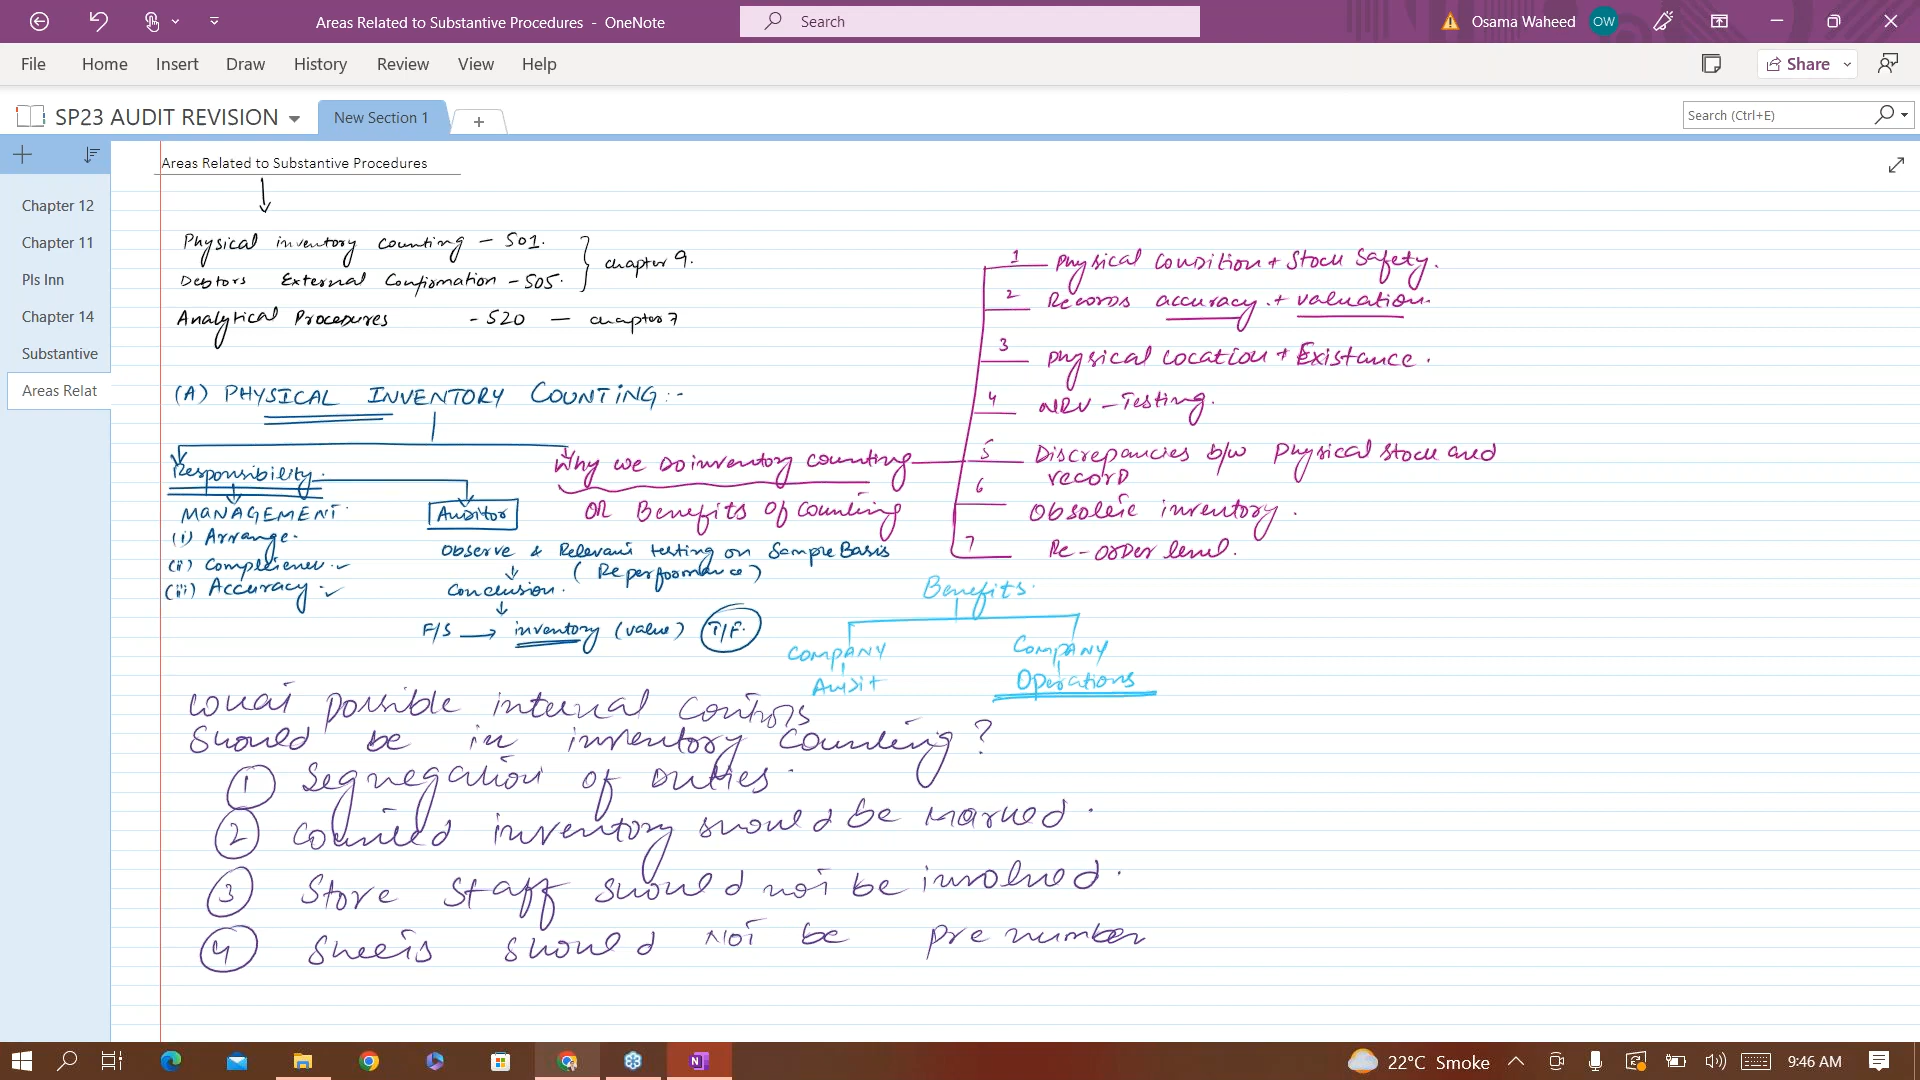 Areas Related to Substantive Procedures - OneNote
Search
Osama Waheed
OW
File Home Insert Draw History Review View Help
Share
SP23 AUDIT REVISION
New Section 1
+
Search (Ctrl+E)
Chapter 12
Chapter 11
Pls Inn
Chapter 14
Substantive
Areas Relat
Areas Related to Substantive Procedures
Physical inventory counting - 501.
Debtors External Confirmation - 505.
chapter 9.
Analytical Procedures - 520 - chapter 7
(A) PHYSICAL INVENTORY COUNTING :-
Responsibility.
MANAGEMENT.
(i) Arrange.
(ii)
(iii) Accuracy.
Auditor
Observe & Relevant testing on Sample Basis
(Reperformance)
Conclusion.
F/S → inventory (value) T/F.
Why we Do inventory counting
OR Benefits of counting
1 Physical Condition + Stock Safety.
2 Records accuracy. + valuation.
3 Physical Location + Existance.
4 NRV - Testing.
5 Discrepancies b/w Physical stock and
record
6 Obsolete inventory.
7 Re-order level.
Benefits.
COMPANY
Audit
COMPANY
Operations
What possible internal controls
should be in inventory counting?
1 Segregation of Duties.
2 Counted inventory should be Marked.
3 Store Staff should not be involved.
4 Sheets should Not be pre number
22°C Smoke
9:46 AM